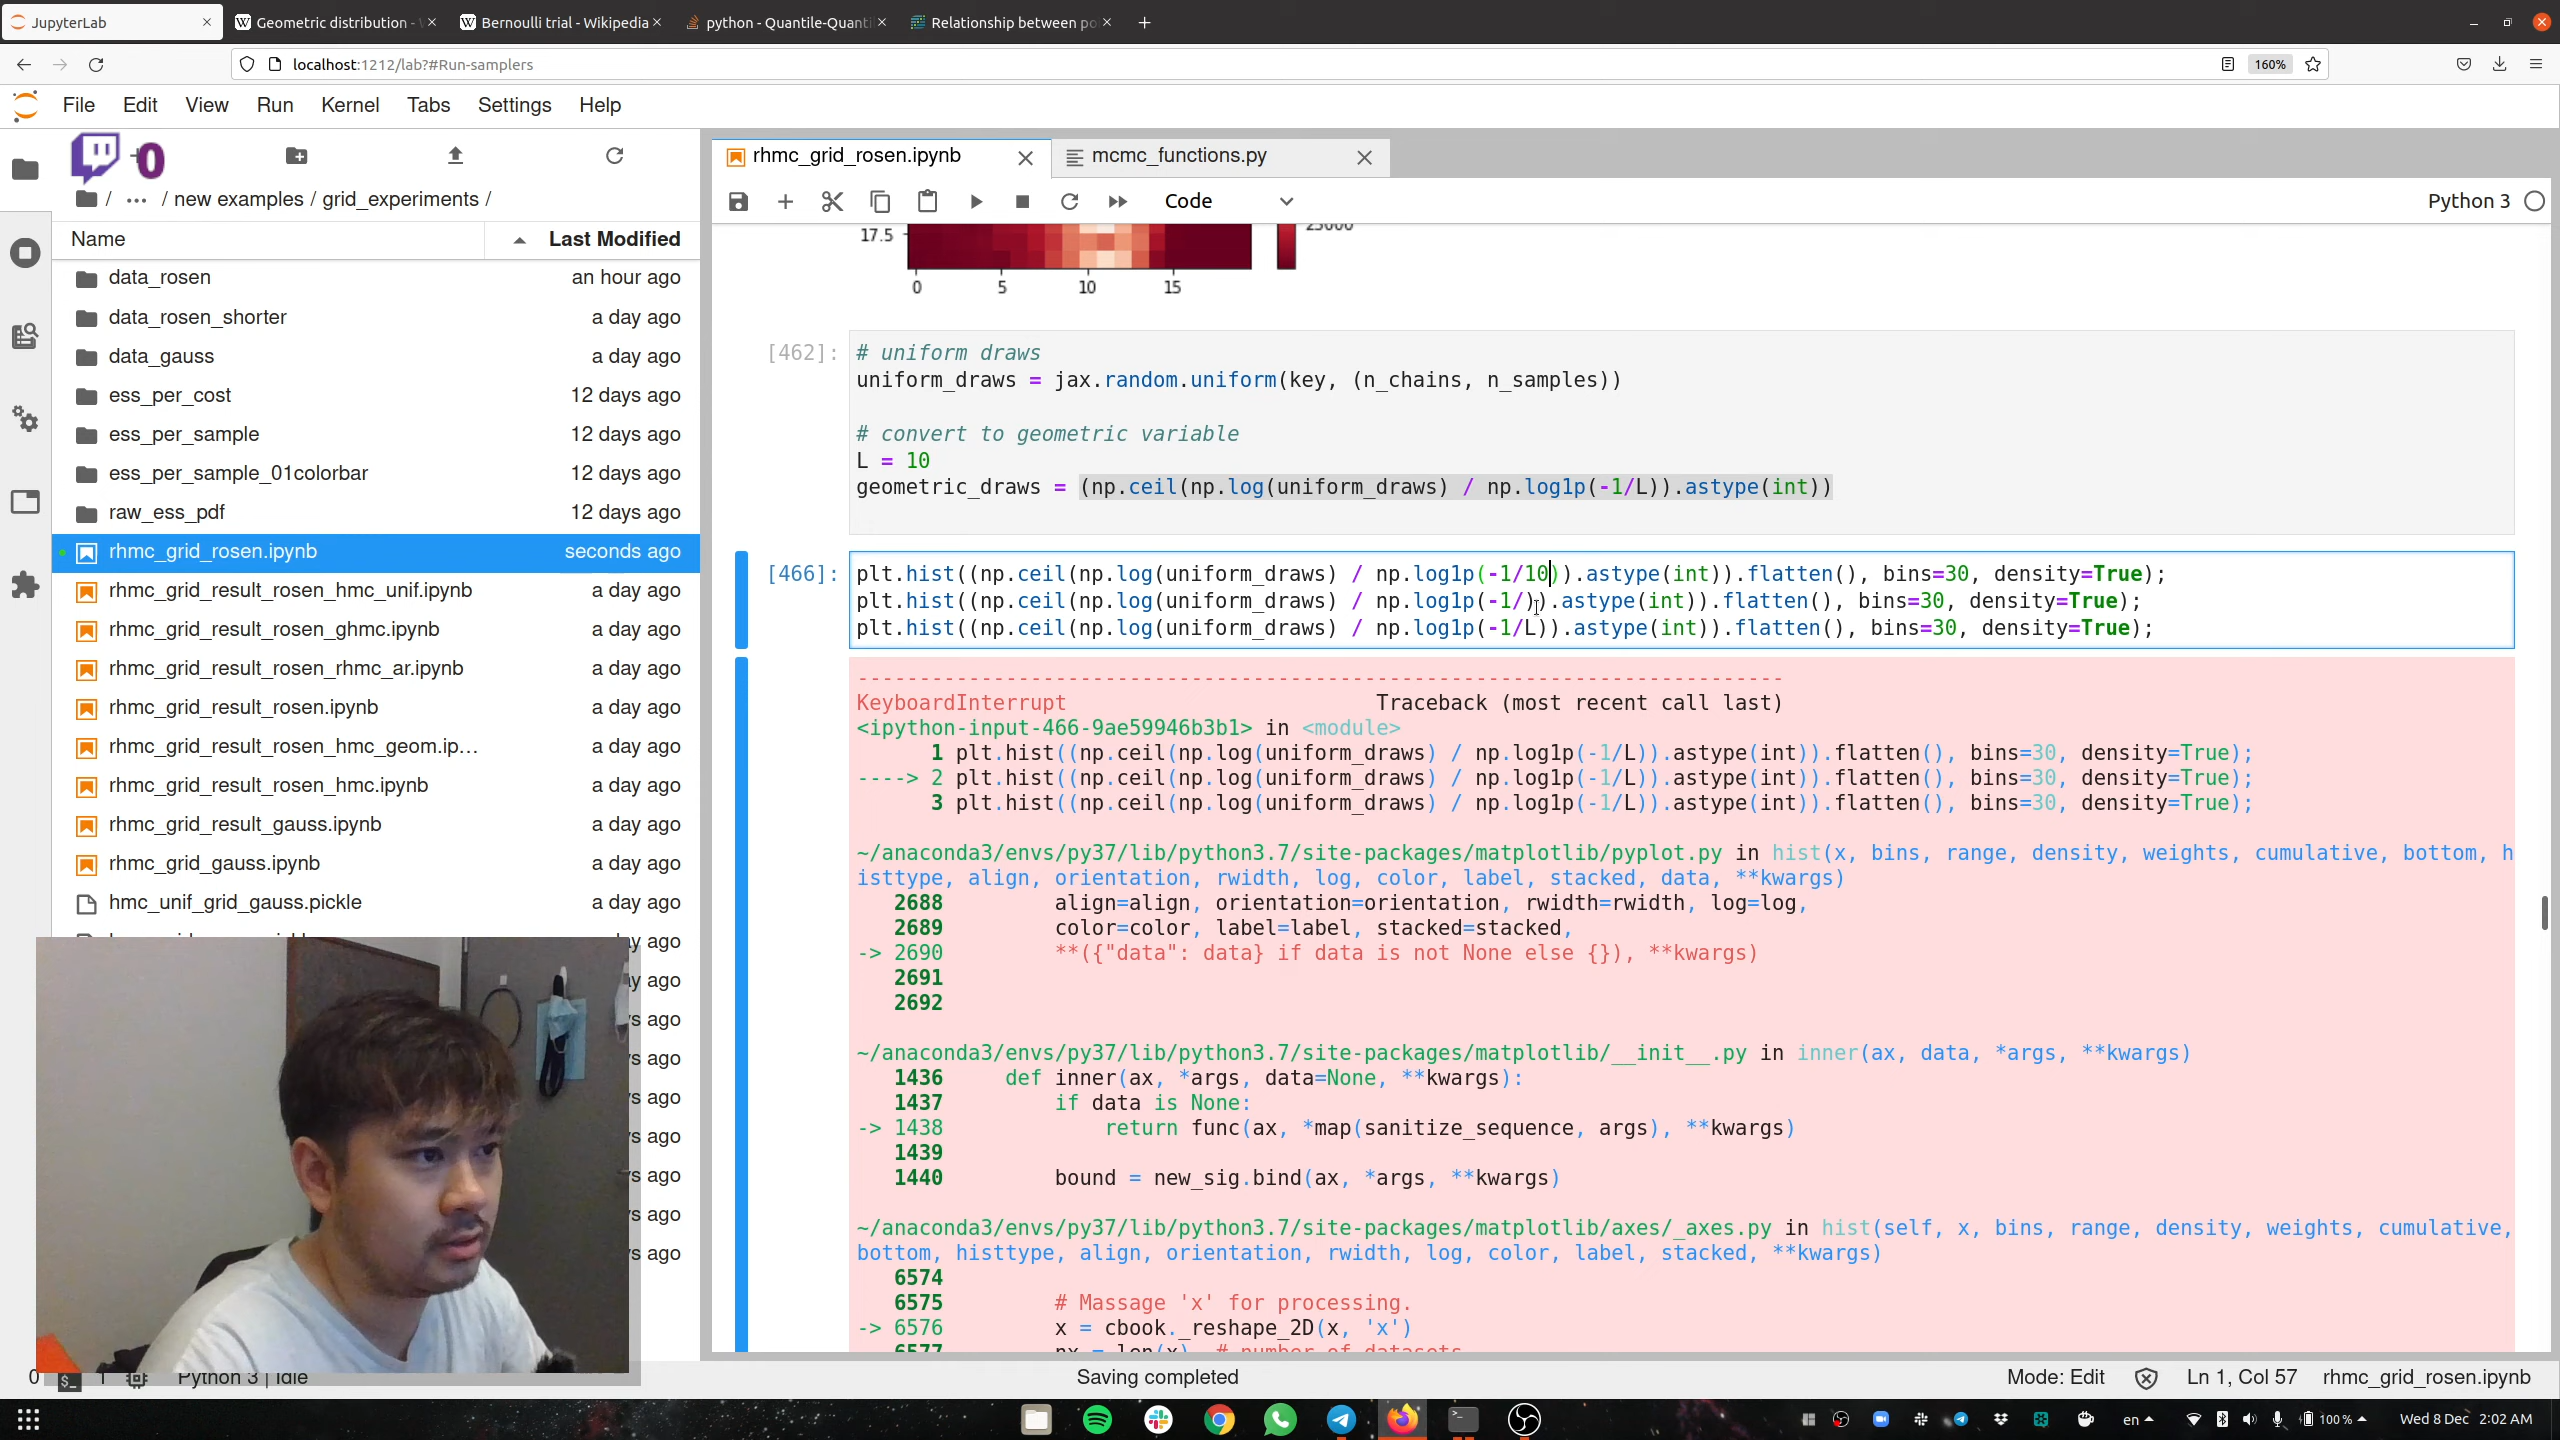 JupyterLab
Geometric distribution -
Bernoulli trial - Wikipedia
python - Quantile-Quanti
Relationship between po
localhost:1212/lab?#Run-samplers
160%
File Edit View Run Kernel Tabs Settings Help
0
/ ··· / new examples / grid_experiments /
Name Last Modified
data_rosen an hour ago
data_rosen_shorter a day ago
data_gauss a day ago
ess_per_cost 12 days ago
ess_per_sample 12 days ago
ess_per_sample_01colorbar 12 days ago
raw_ess_pdf 12 days ago
rhmc_grid_rosen.ipynb seconds ago
rhmc_grid_result_rosen_hmc_unif.ipynb a day ago
rhmc_grid_result_rosen_ghmc.ipynb a day ago
rhmc_grid_result_rosen_rhmc_ar.ipynb a day ago
rhmc_grid_result_rosen.ipynb a day ago
rhmc_grid_result_rosen_hmc_geom.ip... a day ago
rhmc_grid_result_rosen_hmc.ipynb a day ago
rhmc_grid_result_gauss.ipynb a day ago
rhmc_grid_gauss.ipynb a day ago
hmc_unif_grid_gauss.pickle a day ago
ay ago
ay ago
's ago
's ago
's ago
's ago
's ago
's ago
's ago
rhmc_grid_rosen.ipynb
mcmc_functions.py
Code
Python 3
17.5
25000
0 5 10 15
[462]:
# uniform draws
uniform_draws = jax.random.uniform(key, (n_chains, n_samples))
# convert to geometric variable
L = 10
geometric_draws = (np.ceil(np.log(uniform_draws) / np.log1p(-1/L)).astype(int))
[466]:
plt.hist((np.ceil(np.log(uniform_draws) / np.log1p(-1/10)).astype(int)).flatten(), bins=30, density=True);
plt.hist((np.ceil(np.log(uniform_draws) / np.log1p(-1/)).astype(int)).flatten(), bins=30, density=True);
plt.hist((np.ceil(np.log(uniform_draws) / np.log1p(-1/L)).astype(int)).flatten(), bins=30, density=True);
---------------------------------------------------------------------------
KeyboardInterrupt                         Traceback (most recent call last)
<ipython-input-466-9ae59946b3b1> in <module>
1 plt.hist((np.ceil(np.log(uniform_draws) / np.log1p(-1/L)).astype(int)).flatten(), bins=30, density=True);
----> 2 plt.hist((np.ceil(np.log(uniform_draws) / np.log1p(-1/L)).astype(int)).flatten(), bins=30, density=True);
3 plt.hist((np.ceil(np.log(uniform_draws) / np.log1p(-1/L)).astype(int)).flatten(), bins=30, density=True);
~/anaconda3/envs/py37/lib/python3.7/site-packages/matplotlib/pyplot.py in hist(x, bins, range, density, weights, cumulative, bottom, h
isttype, align, orientation, rwidth, log, color, label, stacked, data, **kwargs)
2688 align=align, orientation=orientation, rwidth=rwidth, log=log,
2689 color=color, label=label, stacked=stacked,
-> 2690 **({"data": data} if data is not None else {}), **kwargs)
2691
2692
~/anaconda3/envs/py37/lib/python3.7/site-packages/matplotlib/__init__.py in inner(ax, data, *args, **kwargs)
1436 def inner(ax, *args, data=None, **kwargs):
1437 if data is None:
-> 1438 return func(ax, *map(sanitize_sequence, args), **kwargs)
1439
1440 bound = new_sig.bind(ax, *args, **kwargs)
~/anaconda3/envs/py37/lib/python3.7/site-packages/matplotlib/axes/_axes.py in hist(self, x, bins, range, density, weights, cumulative,
bottom, histtype, align, orientation, rwidth, log, color, label, stacked, **kwargs)
6574
6575 # Massage 'x' for processing.
-> 6576 x = cbook._reshape_2D(x, 'x')
6577 nx = len(x) # number of datasets
0 1 Python 3 | Idle
Saving completed
Mode: Edit
Ln 1, Col 57
rhmc_grid_rosen.ipynb
en
100 %
Wed 8 Dec 2:02 AM